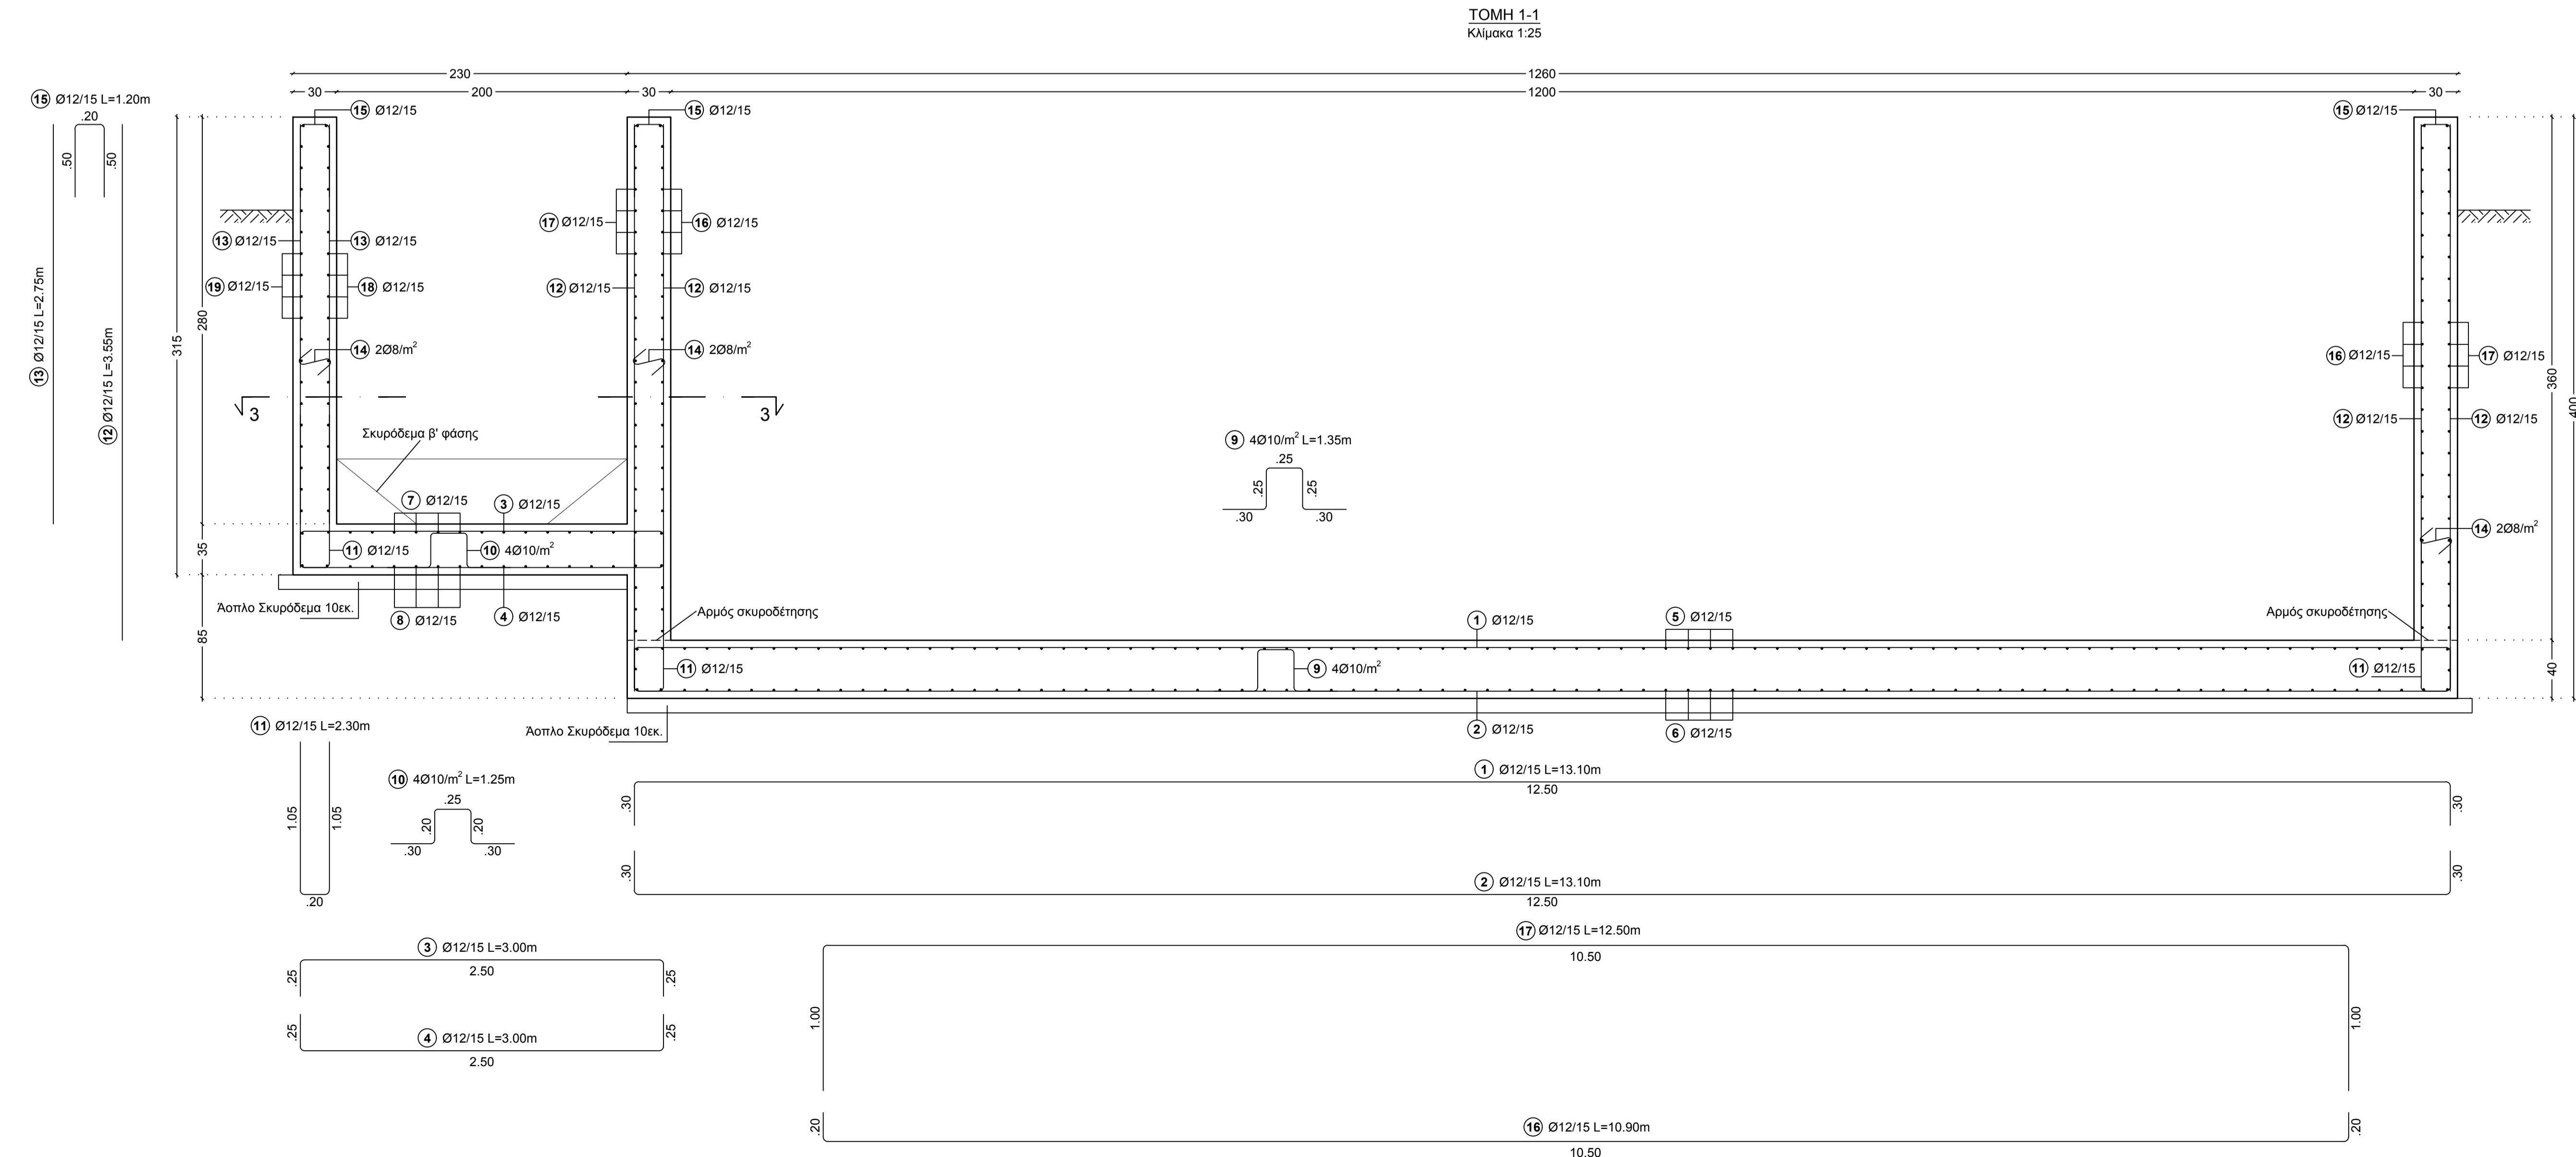 ΤΟΜΗ 1-1
Κλίμακα 1:25
230
1260
30
200
30
1200
30
15 Ø12/15 L=1.20m
.20
.50
.50
13 Ø12/15 L=2.75m
12 Ø12/15 L=3.55m
15 Ø12/15
15 Ø12/15
15 Ø12/15
315
280
35
85
17 Ø12/15
16 Ø12/15
13 Ø12/15
13 Ø12/15
19 Ø12/15
18 Ø12/15
12 Ø12/15
12 Ø12/15
14 2Ø8/m²
14 2Ø8/m²
16 Ø12/15
17 Ø12/15
360
400
40
3
3
12 Ø12/15
12 Ø12/15
Σκυρόδεμα β' φάσης
9 4Ø10/m² L=1.35m
.25
.25
.25
.30
.30
7 Ø12/15
3 Ø12/15
14 2Ø8/m²
11 Ø12/15
10 4Ø10/m²
Άοπλο Σκυρόδεμα 10εκ.
8 Ø12/15
4 Ø12/15
Αρμός σκυροδέτησης
1 Ø12/15
5 Ø12/15
Αρμός σκυροδέτησης
11 Ø12/15
9 4Ø10/m²
11 Ø12/15
Άοπλο Σκυρόδεμα 10εκ.
2 Ø12/15
6 Ø12/15
11 Ø12/15 L=2.30m
1.05
1.05
.20
10 4Ø10/m² L=1.25m
.25
.20
.20
.30
.30
1 Ø12/15 L=13.10m
.30
12.50
.30
2 Ø12/15 L=13.10m
.30
12.50
.30
3 Ø12/15 L=3.00m
.25
2.50
.25
4 Ø12/15 L=3.00m
.25
2.50
.25
17 Ø12/15 L=12.50m
10.50
1.00
1.00
16 Ø12/15 L=10.90m
.20
10.50
.20